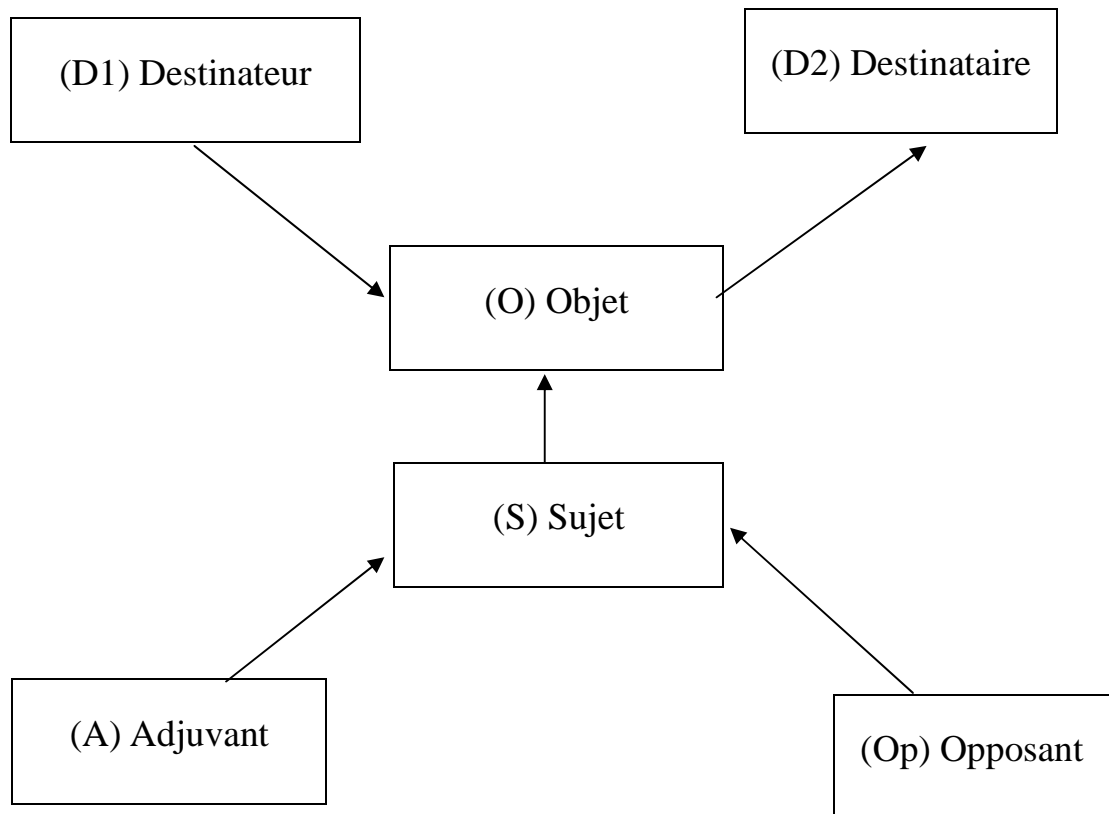 (D1) Destinateur
(D2) Destinataire
(O) Objet
(S) Sujet
(A) Adjuvant
(Op) Opposant